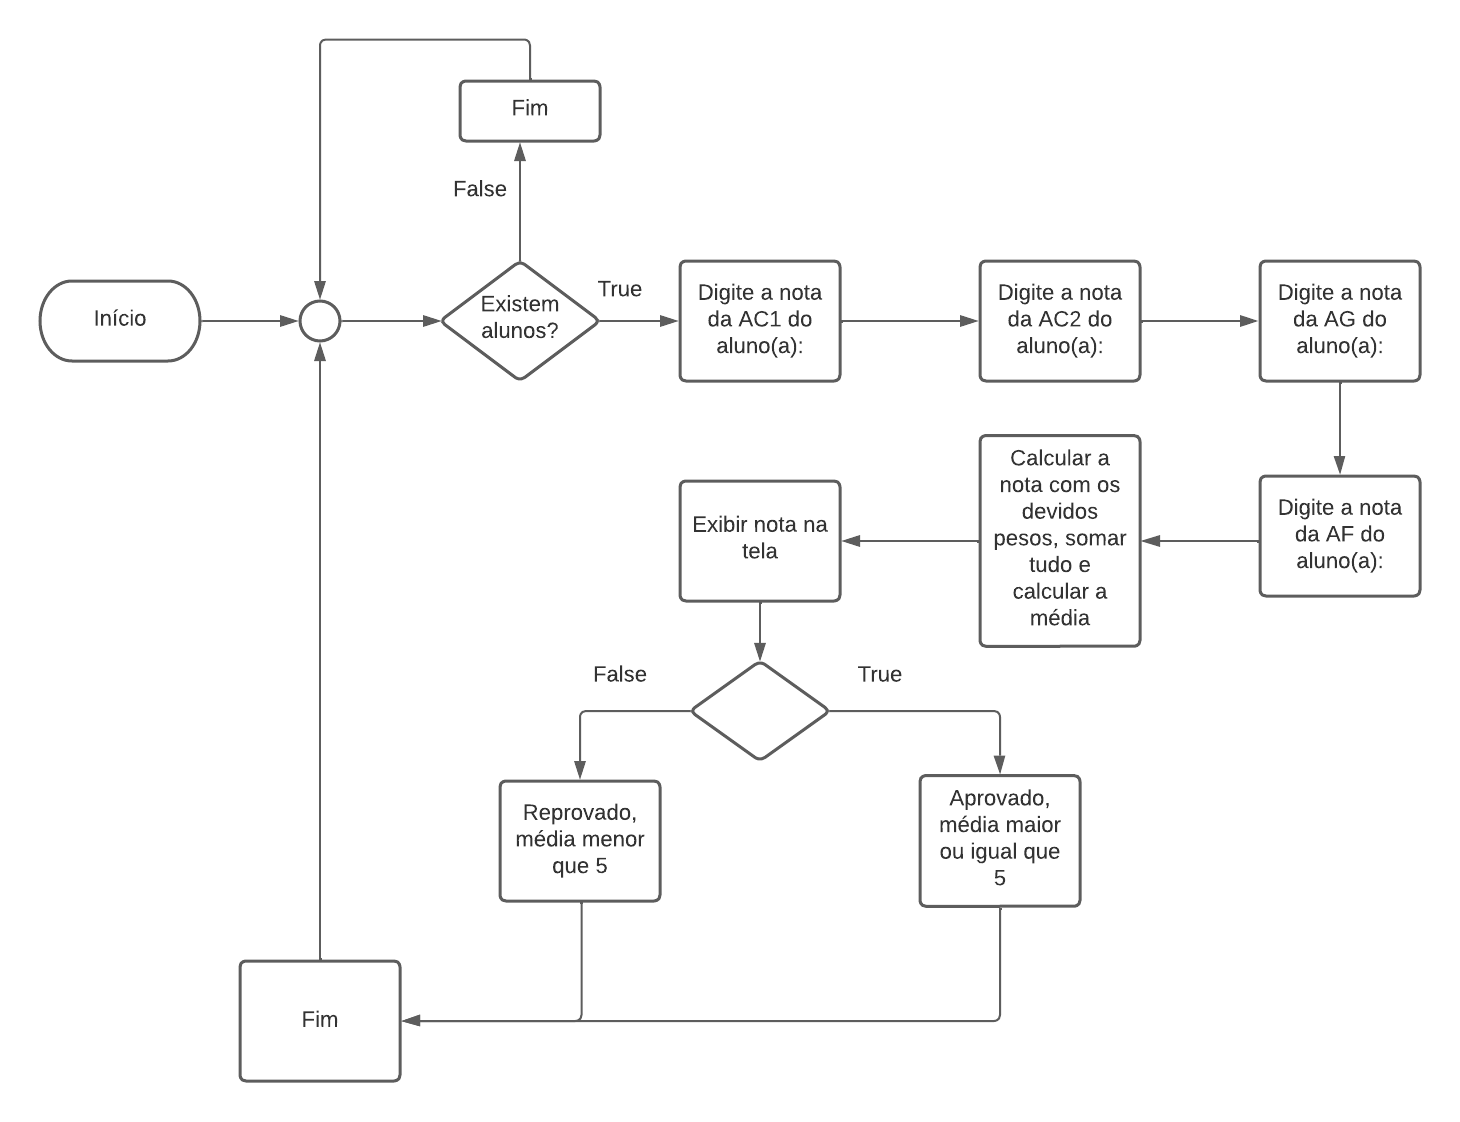 Fim
False
Início
Existem
alunos?
True
Digite a nota
da AC1 do
aluno(a):
Digite a nota
da AC2 do
aluno(a):
Digite a nota
da AG do
aluno(a):
Digite a nota
da AF do
aluno(a):
Calcular a
nota com os
devidos
pesos, somar
tudo e
calcular a
média
Exibir nota na
tela
False
True
Reprovado,
média menor
que 5
Aprovado,
média maior
ou igual que
5
Fim